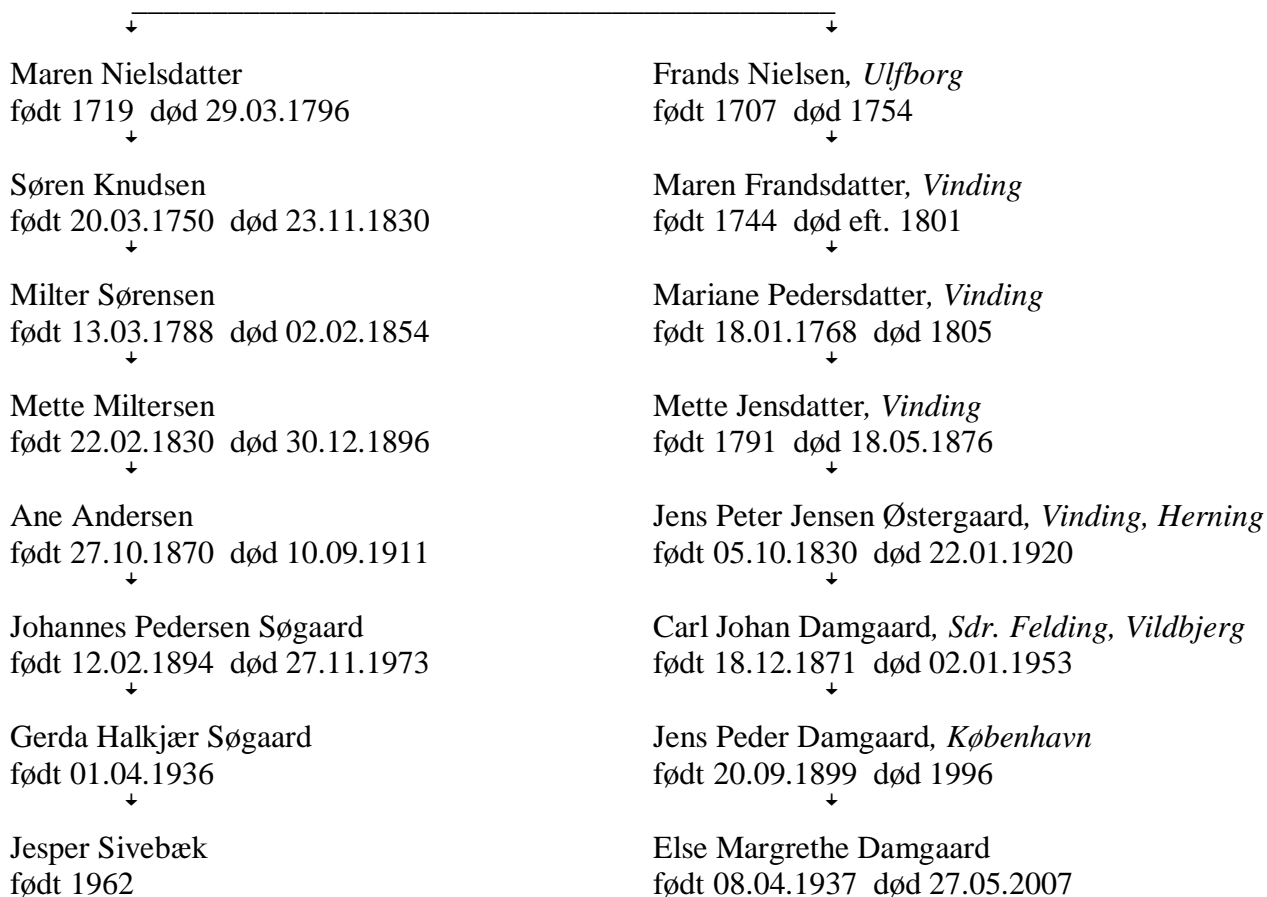 Maren Nielsdatter
født 1719 død 29.03.1796
Søren Knudsen
født 20.03.1750 død 23.11.1830
Milter Sørensen
født 13.03.1788 død 02.02.1854
Mette Miltersen
født 22.02.1830 død 30.12.1896
Ane Andersen
født 27.10.1870 død 10.09.1911
Johannes Pedersen Søgaard
født 12.02.1894 død 27.11.1973
Gerda Halkjær Søgaard
født 01.04.1936
Jesper Sivebæk
født 1962
Frands Nielsen, Ulfborg
født 1707 død 1754
Maren Frandsdatter, Vinding
født 1744 død eft. 1801
Mariane Pedersdatter, Vinding
født 18.01.1768 død 1805
Mette Jensdatter, Vinding
født 1791 død 18.05.1876
Jens Peter Jensen Østergaard, Vinding, Herning
født 05.10.1830 død 22.01.1920
Carl Johan Damgaard, Sdr. Felding, Vildbjerg
født 18.12.1871 død 02.01.1953
Jens Peder Damgaard, København
født 20.09.1899 død 1996
Else Margrethe Damgaard
født 08.04.1937 død 27.05.2007